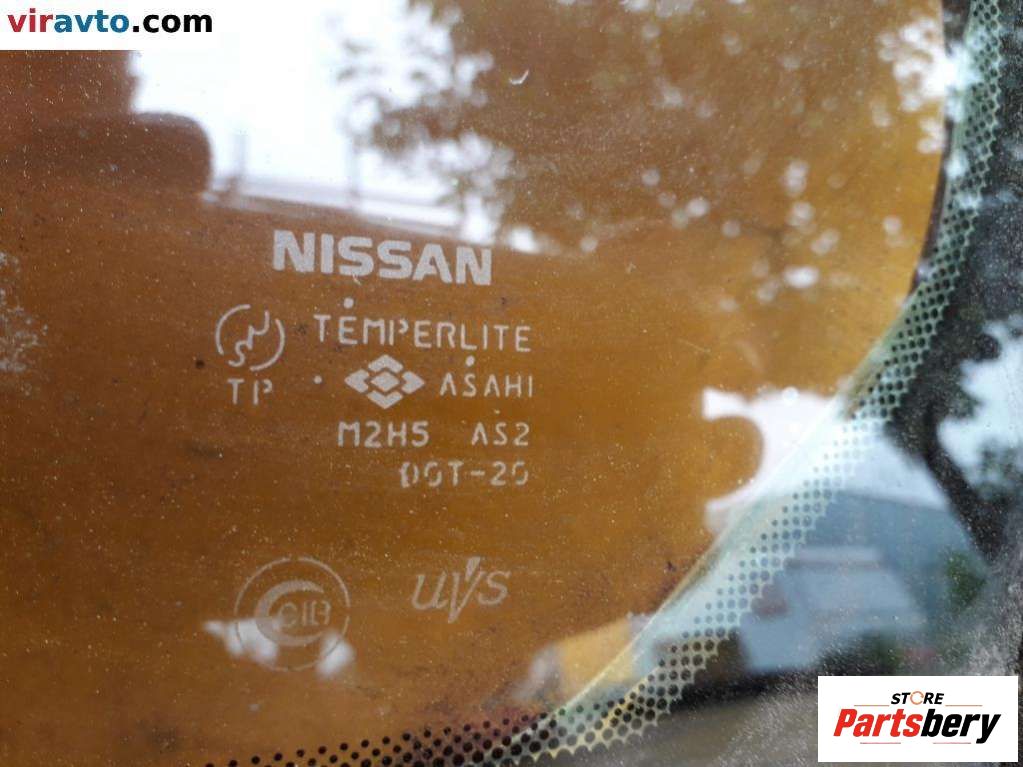 viravto.com
NISSAN
TEMPERLITE
TP
ASAHI
M2H5 AS2
DOT-20
uvs
STORE
Partsbery